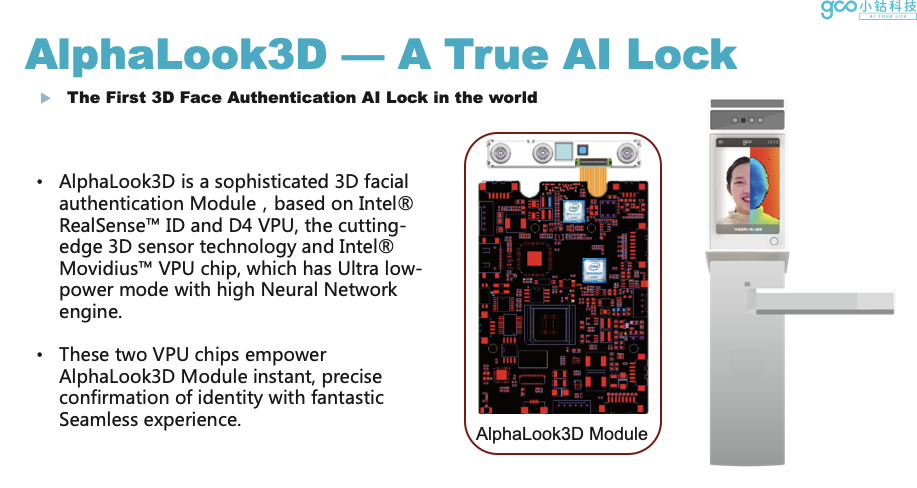 gco 小钻科技
AI YOUR LIFE
AlphaLook3D — A True AI Lock
The First 3D Face Authentication AI Lock in the world
• AlphaLook3D is a sophisticated 3D facial
authentication Module , based on Intel®
RealSense™ ID and D4 VPU, the cutting-
edge 3D sensor technology and Intel®
Movidius™ VPU chip, which has Ultra low-
power mode with high Neural Network
engine.
• These two VPU chips empower
AlphaLook3D Module instant, precise
confirmation of identity with fantastic
Seamless experience.
intel
AlphaLook3D Module
gco